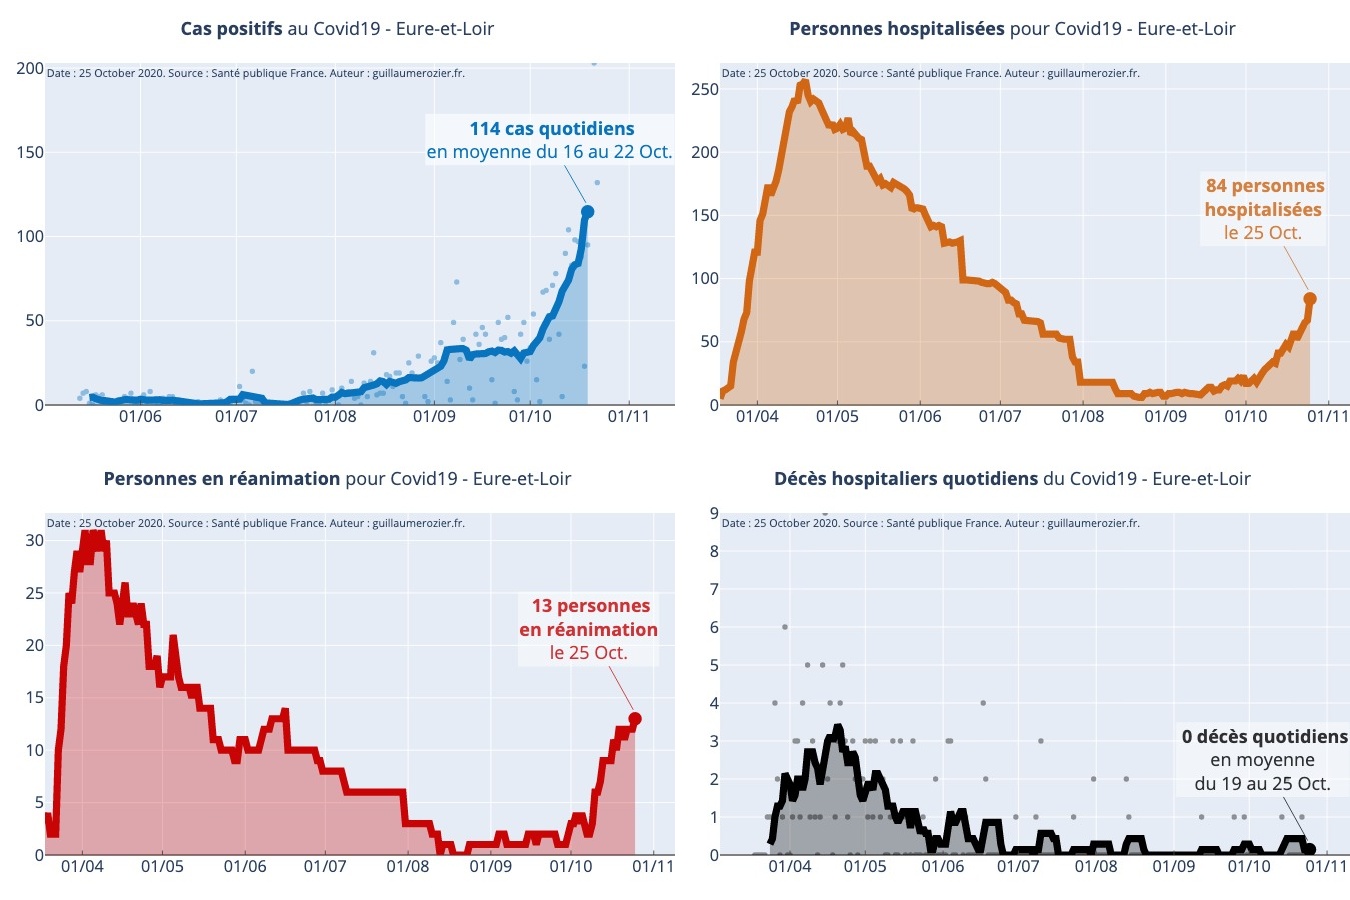 Cas positifs au Covid19 - Eure-et-Loir
Date : 25 October 2020. Source : Santé publique France. Auteur : guillaumerozier.fr.
200
150
100
50
0
114 cas quotidiens
en moyenne du 16 au 22 Oct.
01/06 01/07 01/08 01/09 01/10 01/11
Personnes hospitalisées pour Covid19 - Eure-et-Loir
Date : 25 October 2020. Source : Santé publique France. Auteur : guillaumerozier.fr.
250
200
150
100
50
0
84 personnes
hospitalisées
le 25 Oct.
01/04 01/05 01/06 01/07 01/08 01/09 01/10 01/11
Personnes en réanimation pour Covid19 - Eure-et-Loir
Date : 25 October 2020. Source : Santé publique France. Auteur : guillaumerozier.fr.
30
25
20
15
10
5
0
13 personnes
en réanimation
le 25 Oct.
01/04 01/05 01/06 01/07 01/08 01/09 01/10 01/11
Décès hospitaliers quotidiens du Covid19 - Eure-et-Loir
Date : 25 October 2020. Source : Santé publique France. Auteur : guillaumerozier.fr.
9
8
7
6
5
4
3
2
1
0
0 décès quotidiens
en moyenne
du 19 au 25 Oct.
01/04 01/05 01/06 01/07 01/08 01/09 01/10 01/11